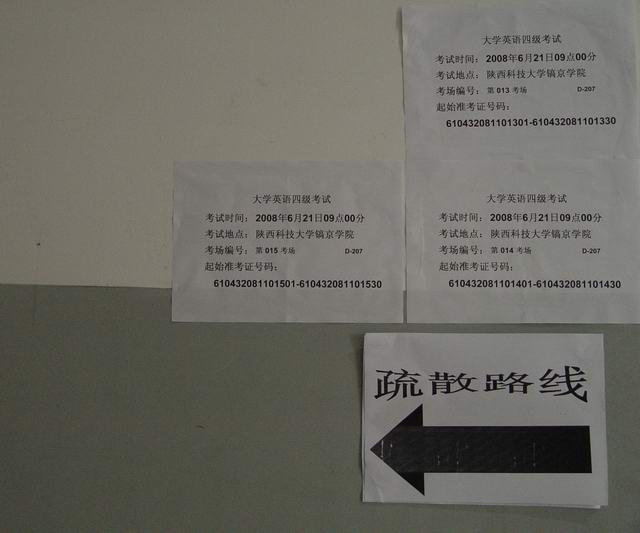 大学英语四级考试
考试时间： 2008年6月21日09点00分
考试地点： 陕西科技大学镐京学院
考场编号： 第 013 考场 D-207
起始准考证号码：
610432081101301-610432081101330
大学英语四级考试
考试时间： 2008年6月21日09点00分
考试地点： 陕西科技大学镐京学院
考场编号： 第 015 考场 D-207
起始准考证号码：
610432081101501-610432081101530
大学英语四级考试
考试时间： 2008年6月21日09点00分
考试地点： 陕西科技大学镐京学院
考场编号： 第 014 考场 D-207
起始准考证号码：
610432081101401-610432081101430
疏散路线